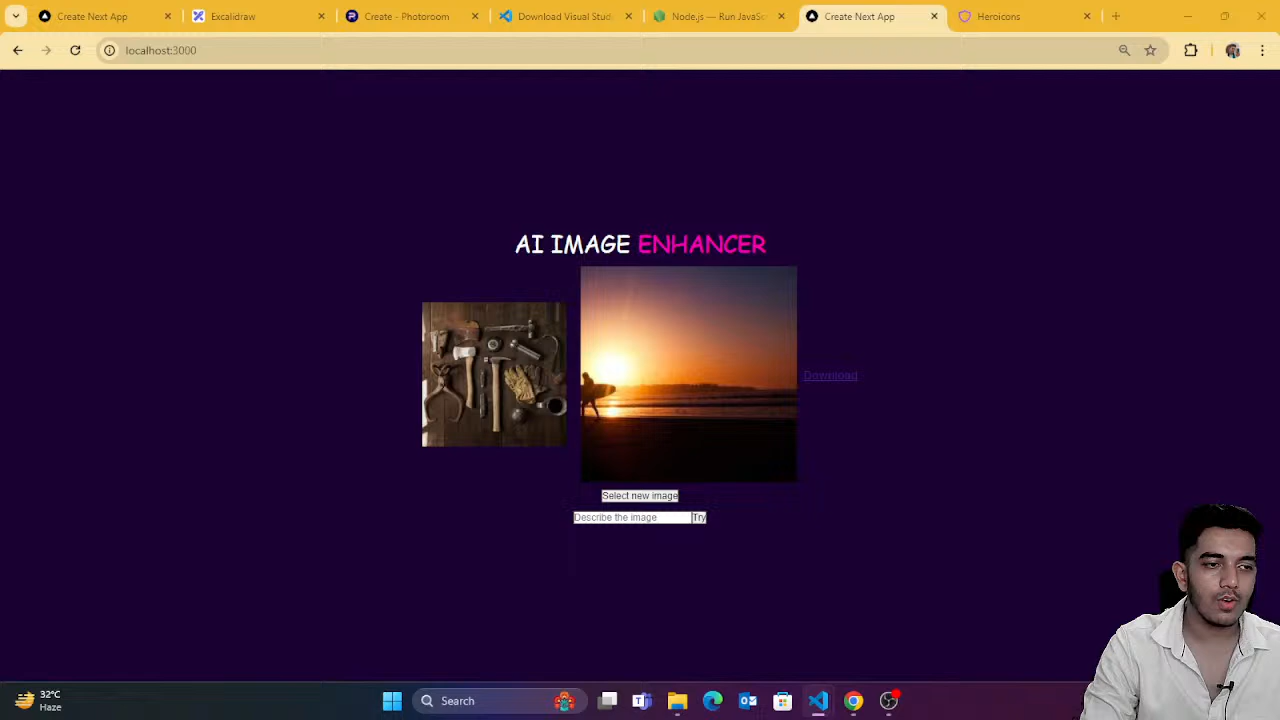 Create Next App
Excalidraw
Create - Photoroom
Download Visual Stud
Node.js — Run JavaSc
Create Next App
Heroicons
localhost:3000
AI IMAGE ENHANCER
Download
Select new image
Describe the image
Try
32°C
Haze
Search